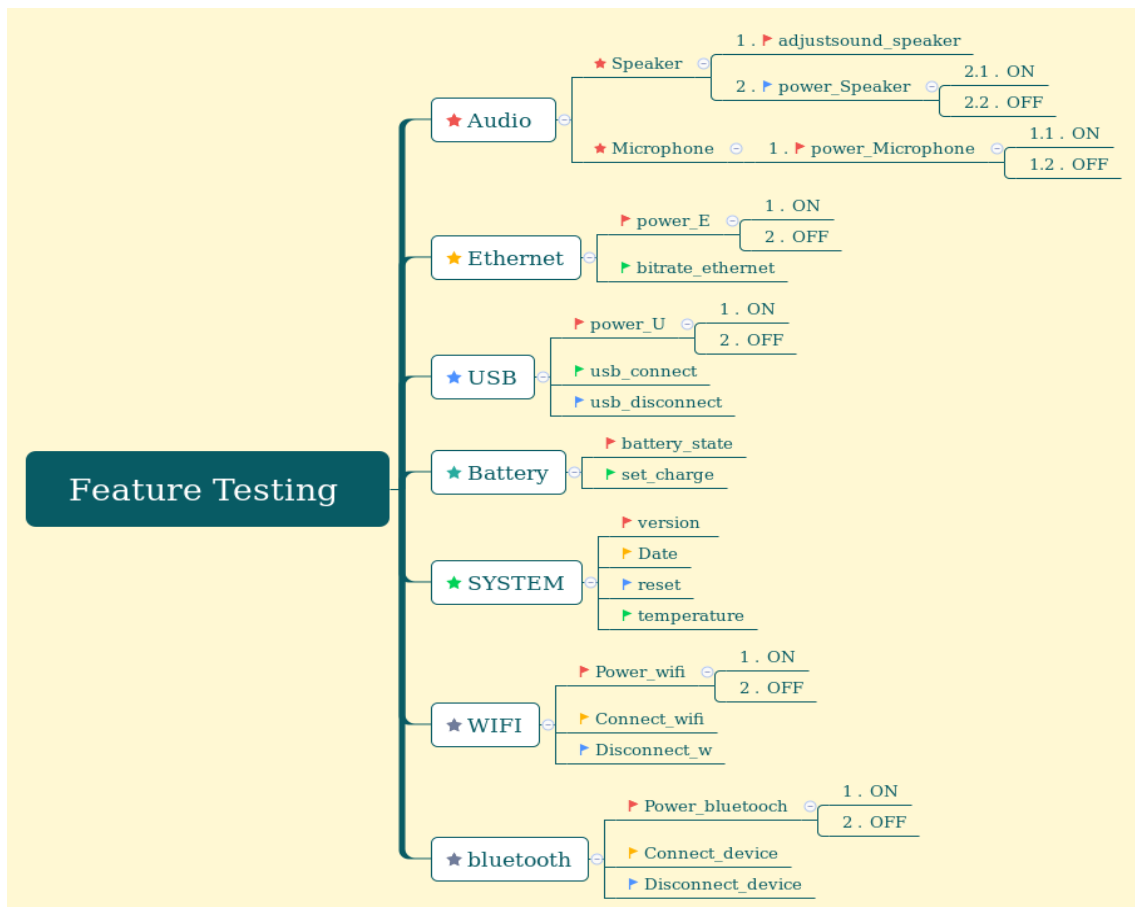 Feature Testing
Audio
Speaker
1 . adjustsound_speaker
2 . power_Speaker
2.1 . ON
2.2 . OFF
Microphone
1 . power_Microphone
1.1 . ON
1.2 . OFF
Ethernet
power_E
1 . ON
2 . OFF
bitrate_ethernet
USB
power_U
1 . ON
2 . OFF
usb_connect
usb_disconnect
Battery
battery_state
set_charge
SYSTEM
version
Date
reset
temperature
WIFI
Power_wifi
1 . ON
2 . OFF
Connect_wifi
Disconnect_w
bluetooth
Power_bluetooch
1 . ON
2 . OFF
Connect_device
Disconnect_device